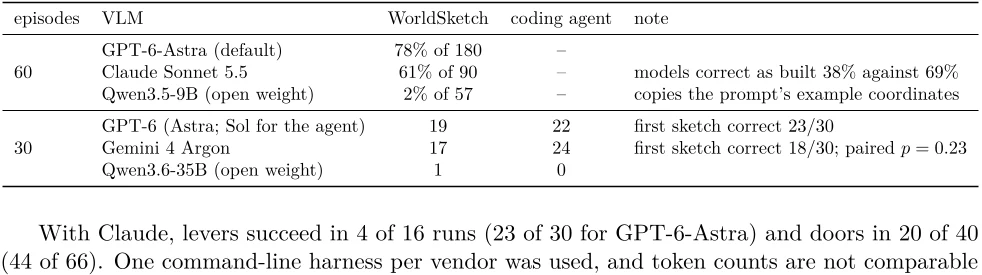 episodes VLM WorldSketch coding agent note
GPT-6-Astra (default) 78% of 180 –
60 Claude Sonnet 5.5 61% of 90 – models correct as built 38% against 69%
Qwen3.5-9B (open weight) 2% of 57 – copies the prompt's example coordinates
GPT-6 (Astra; Sol for the agent) 19 22 first sketch correct 23/30
30 Gemini 4 Argon 17 24 first sketch correct 18/30; paired p = 0.23
Qwen3.6-35B (open weight) 1 0
With Claude, levers succeed in 4 of 16 runs (23 of 30 for GPT-6-Astra) and doors in 20 of 40
(44 of 66). One command-line harness per vendor was used, and token counts are not comparable